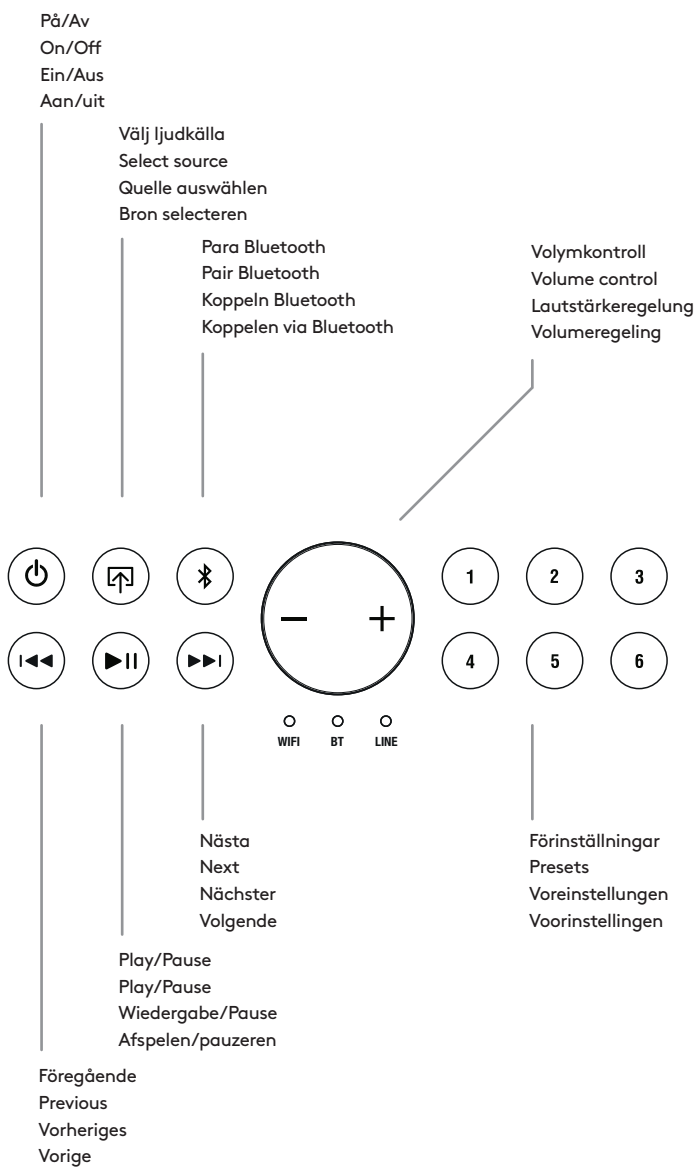 På/Av
On/Off
Ein/Aus
Aan/uit
Välj ljudkälla
Select source
Quelle auswählen
Bron selecteren
Para Bluetooth
Pair Bluetooth
Koppeln Bluetooth
Koppelen via Bluetooth
Volymkontroll
Volume control
Lautstärkeregelung
Volumeregeling
1 2 3
4 5 6
WIFI BT LINE
Nästa
Next
Nächster
Volgende
Förinställningar
Presets
Voreinstellungen
Voorinstellingen
Play/Pause
Play/Pause
Wiedergabe/Pause
Afspelen/pauzeren
Föregående
Previous
Vorheriges
Vorige